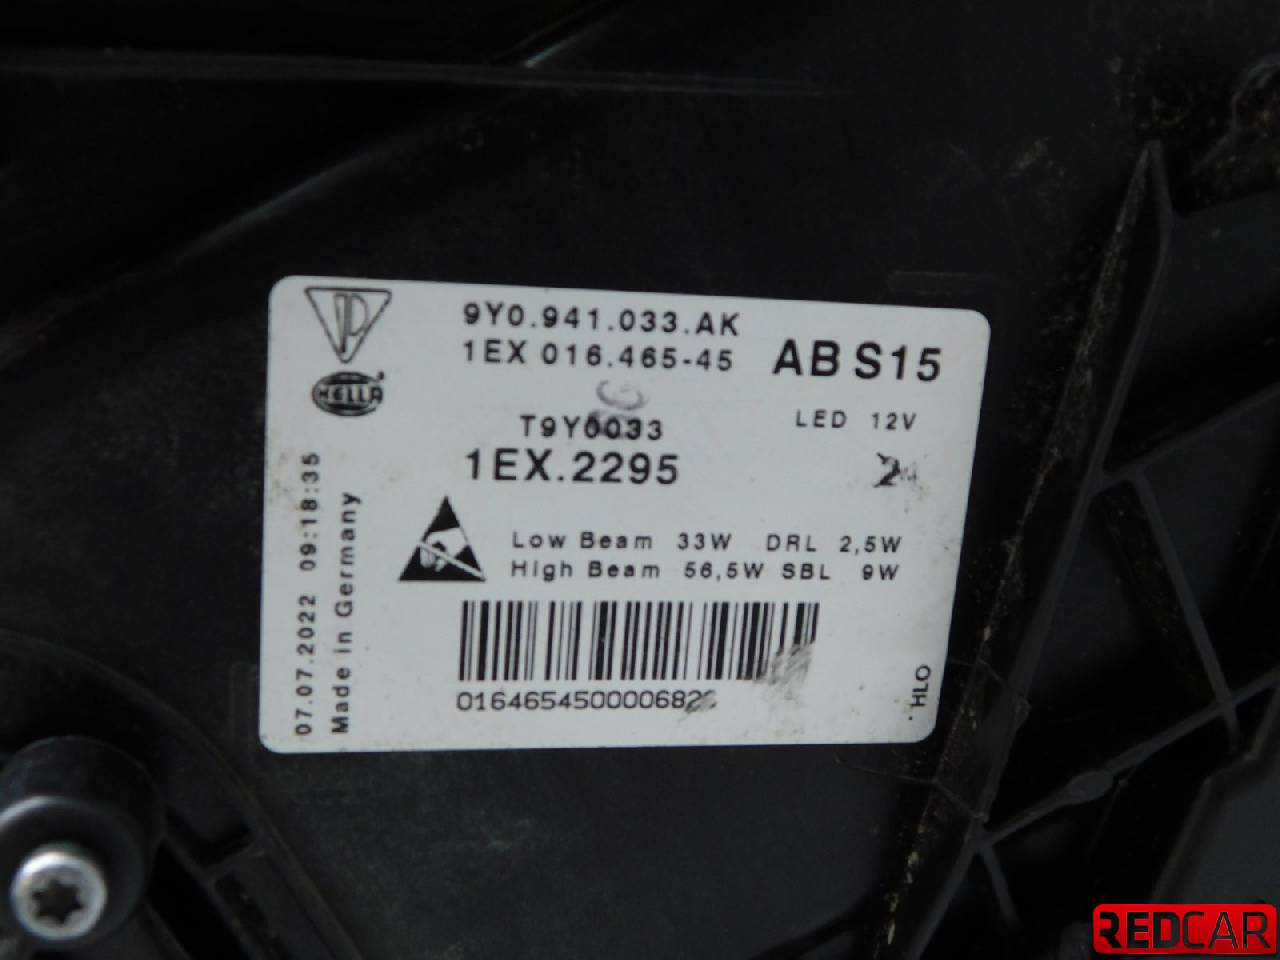 9Y0.941.033.AK
1EX 016.465-45
AB S15
HELLA
T9Y0033
LED 12V
1EX.2295
2
Low Beam 33W DRL 2,5W
High Beam 56,5W SBL 9W
07.07.2022 09:18:35
Made in Germany
HLO
REDCAR